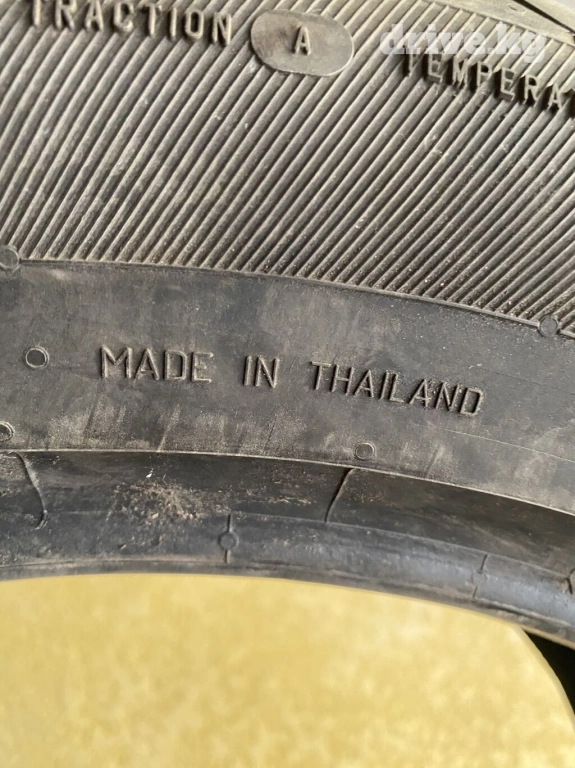 TRACTION A
drive.kg
TEMPERA
MADE IN THAILAND